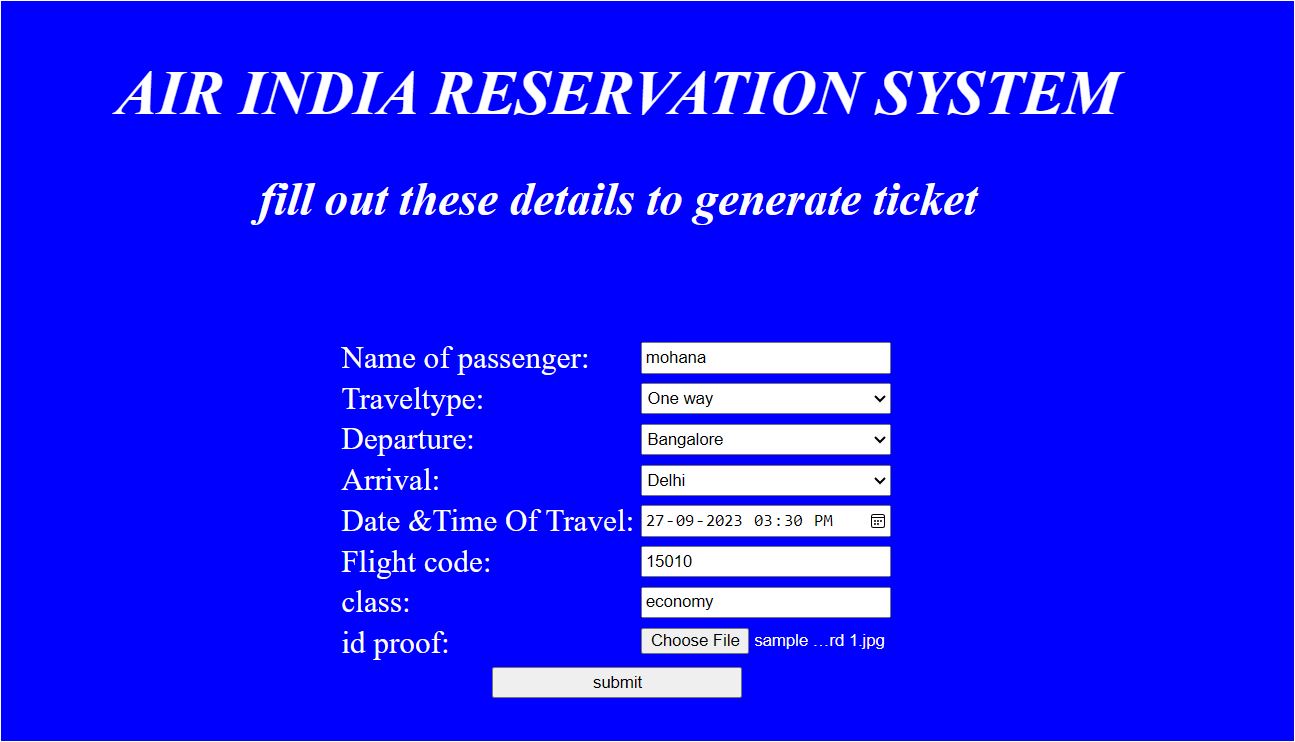 AIR INDIA RESERVATION SYSTEM
fill out these details to generate ticket
Name of passenger: mohana
Traveltype: One way
Departure: Bangalore
Arrival: Delhi
Date &Time Of Travel: 27-09-2023 03:30 PM
Flight code: 15010
class: economy
id proof: Choose File sample ...rd 1.jpg
submit